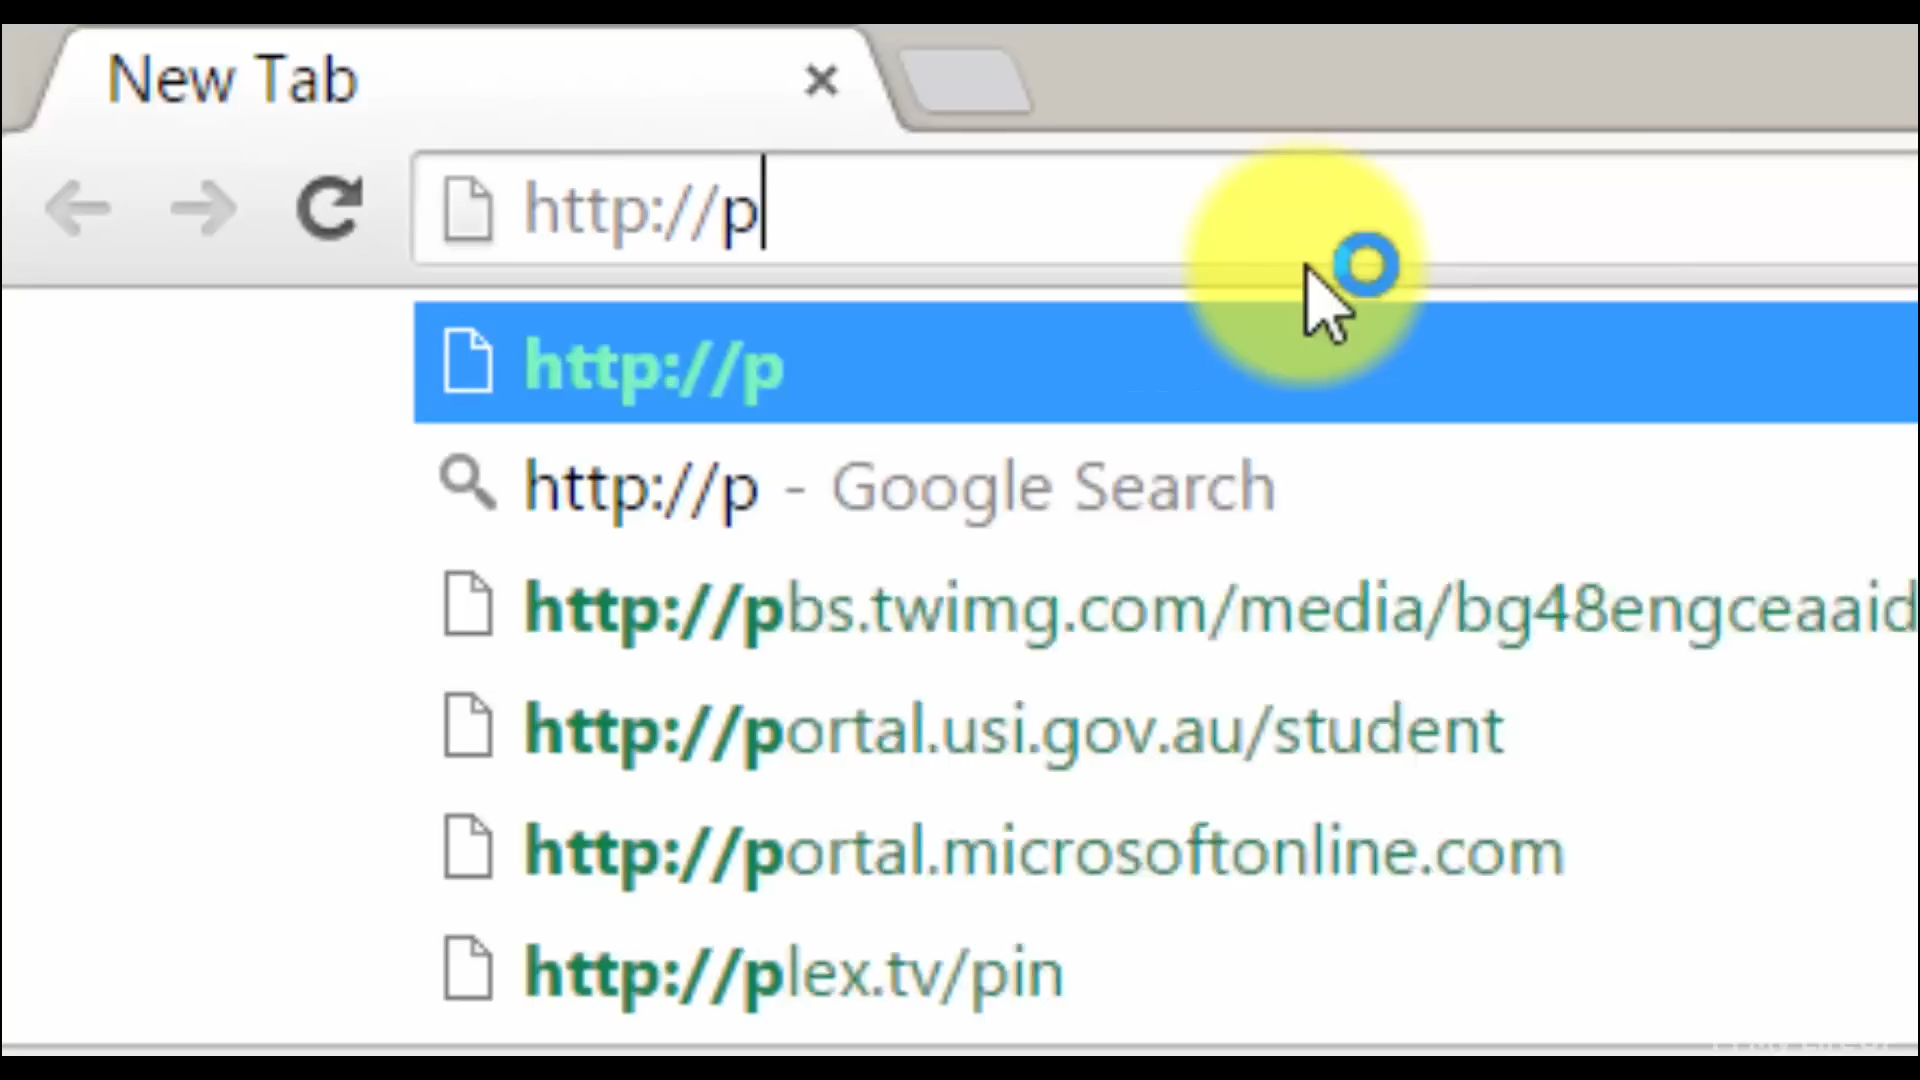 New Tab
http://p
http://p
http://p - Google Search
http://pbs.twimg.com/media/bg48engceaaid
http://portal.usi.gov.au/student
http://portal.microsoftonline.com
http://plex.tv/pin